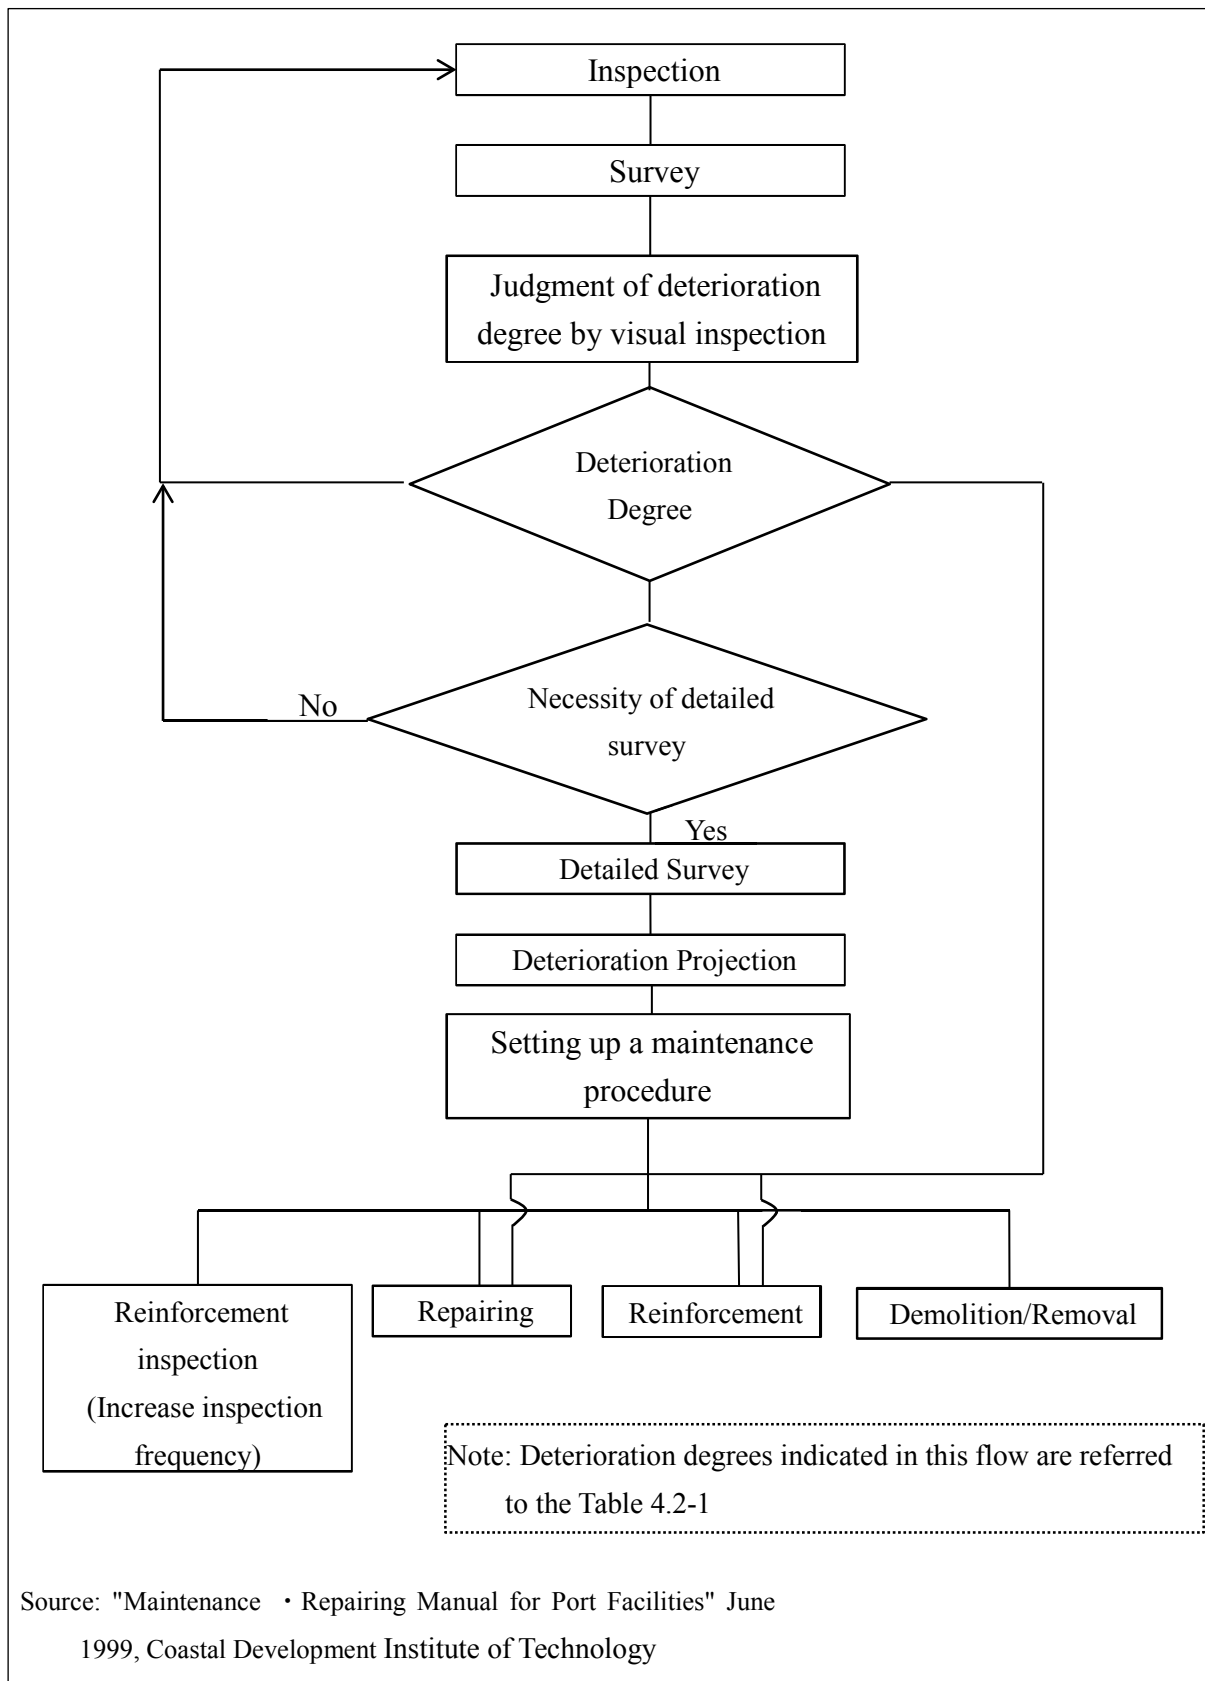 Inspection
Survey
Judgment of deterioration
degree by visual inspection
Deterioration
Degree
Necessity of detailed
survey
No
Yes
Detailed Survey
Deterioration Projection
Setting up a maintenance
procedure
Reinforcement
inspection
(Increase inspection
frequency)
Repairing
Reinforcement
Demolition/Removal
Note: Deterioration degrees indicated in this flow are referred
to the Table 4.2-1
Source: "Maintenance ・Repairing Manual for Port Facilities" June
1999, Coastal Development Institute of Technology